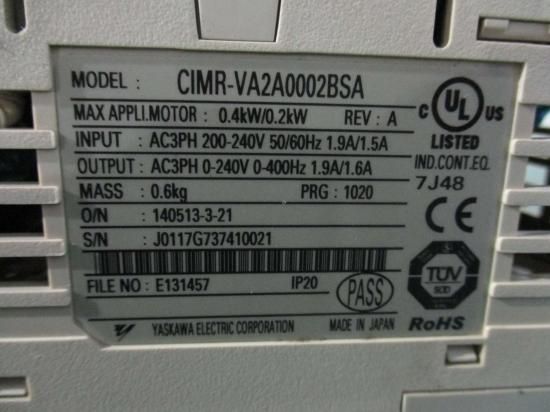 MODEL : CIMR-VA2A0002BSA
MAX APPLI.MOTOR : 0.4kW/0.2kW REV : A
INPUT : AC3PH 200-240V 50/60Hz 1.9A/1.5A
OUTPUT : AC3PH 0-240V 0-400Hz 1.9A/1.6A
MASS : 0.6kg PRG : 1020
O/N : 140513-3-21
S/N : J0117G737410021
FILE NO : E131457 IP20
PASS
YASKAWA ELECTRIC CORPORATION MADE IN JAPAN
C UL US
LISTED
IND.CONT.EQ.
7J48
CE
TÜV
RoHS